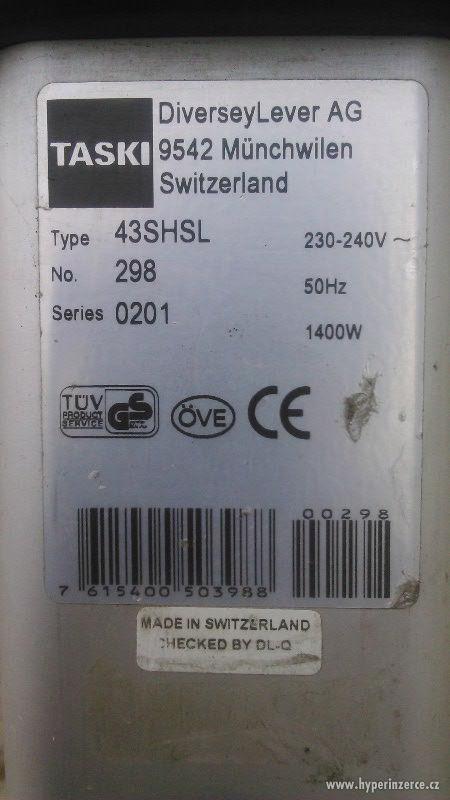 TASKI
DiverseyLever AG
9542 Münchwilen
Switzerland
Type 43SHSL
No. 298
Series 0201
230-240V ~
50Hz
1400W
TÜV
PRODUCT
SERVICE
GS
ÖVE
CE
00298
7 615400 503988
MADE IN SWITZERLAND
CHECKED BY DL-Q
www.hyperinzerce.cz